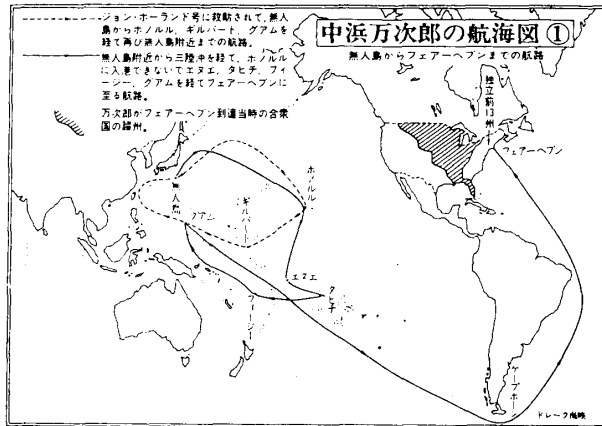 中浜万次郎の航海図①
無人島からフェアーヘブンまでの航路
ジョン・ホーランド号に救助されて、無人
島からホノルル、ギルバート、グアムを
経て再び無人島附近までの航路。
無人島附近から三陸沖を経て、ホノルル
に入港できないでエヌエ、タヒチ、フィ
ージー、グアムを経てフェアーヘブンに
至る航路。
万次郎がフェアーヘブン到達当時の合衆
国の諸州。
独立前13州
フェアーヘブン
ホノルル
無人島
グアム
ギルバート
エヌエ
タヒチ
フィージー
ケープホーン
ドレーク海峡